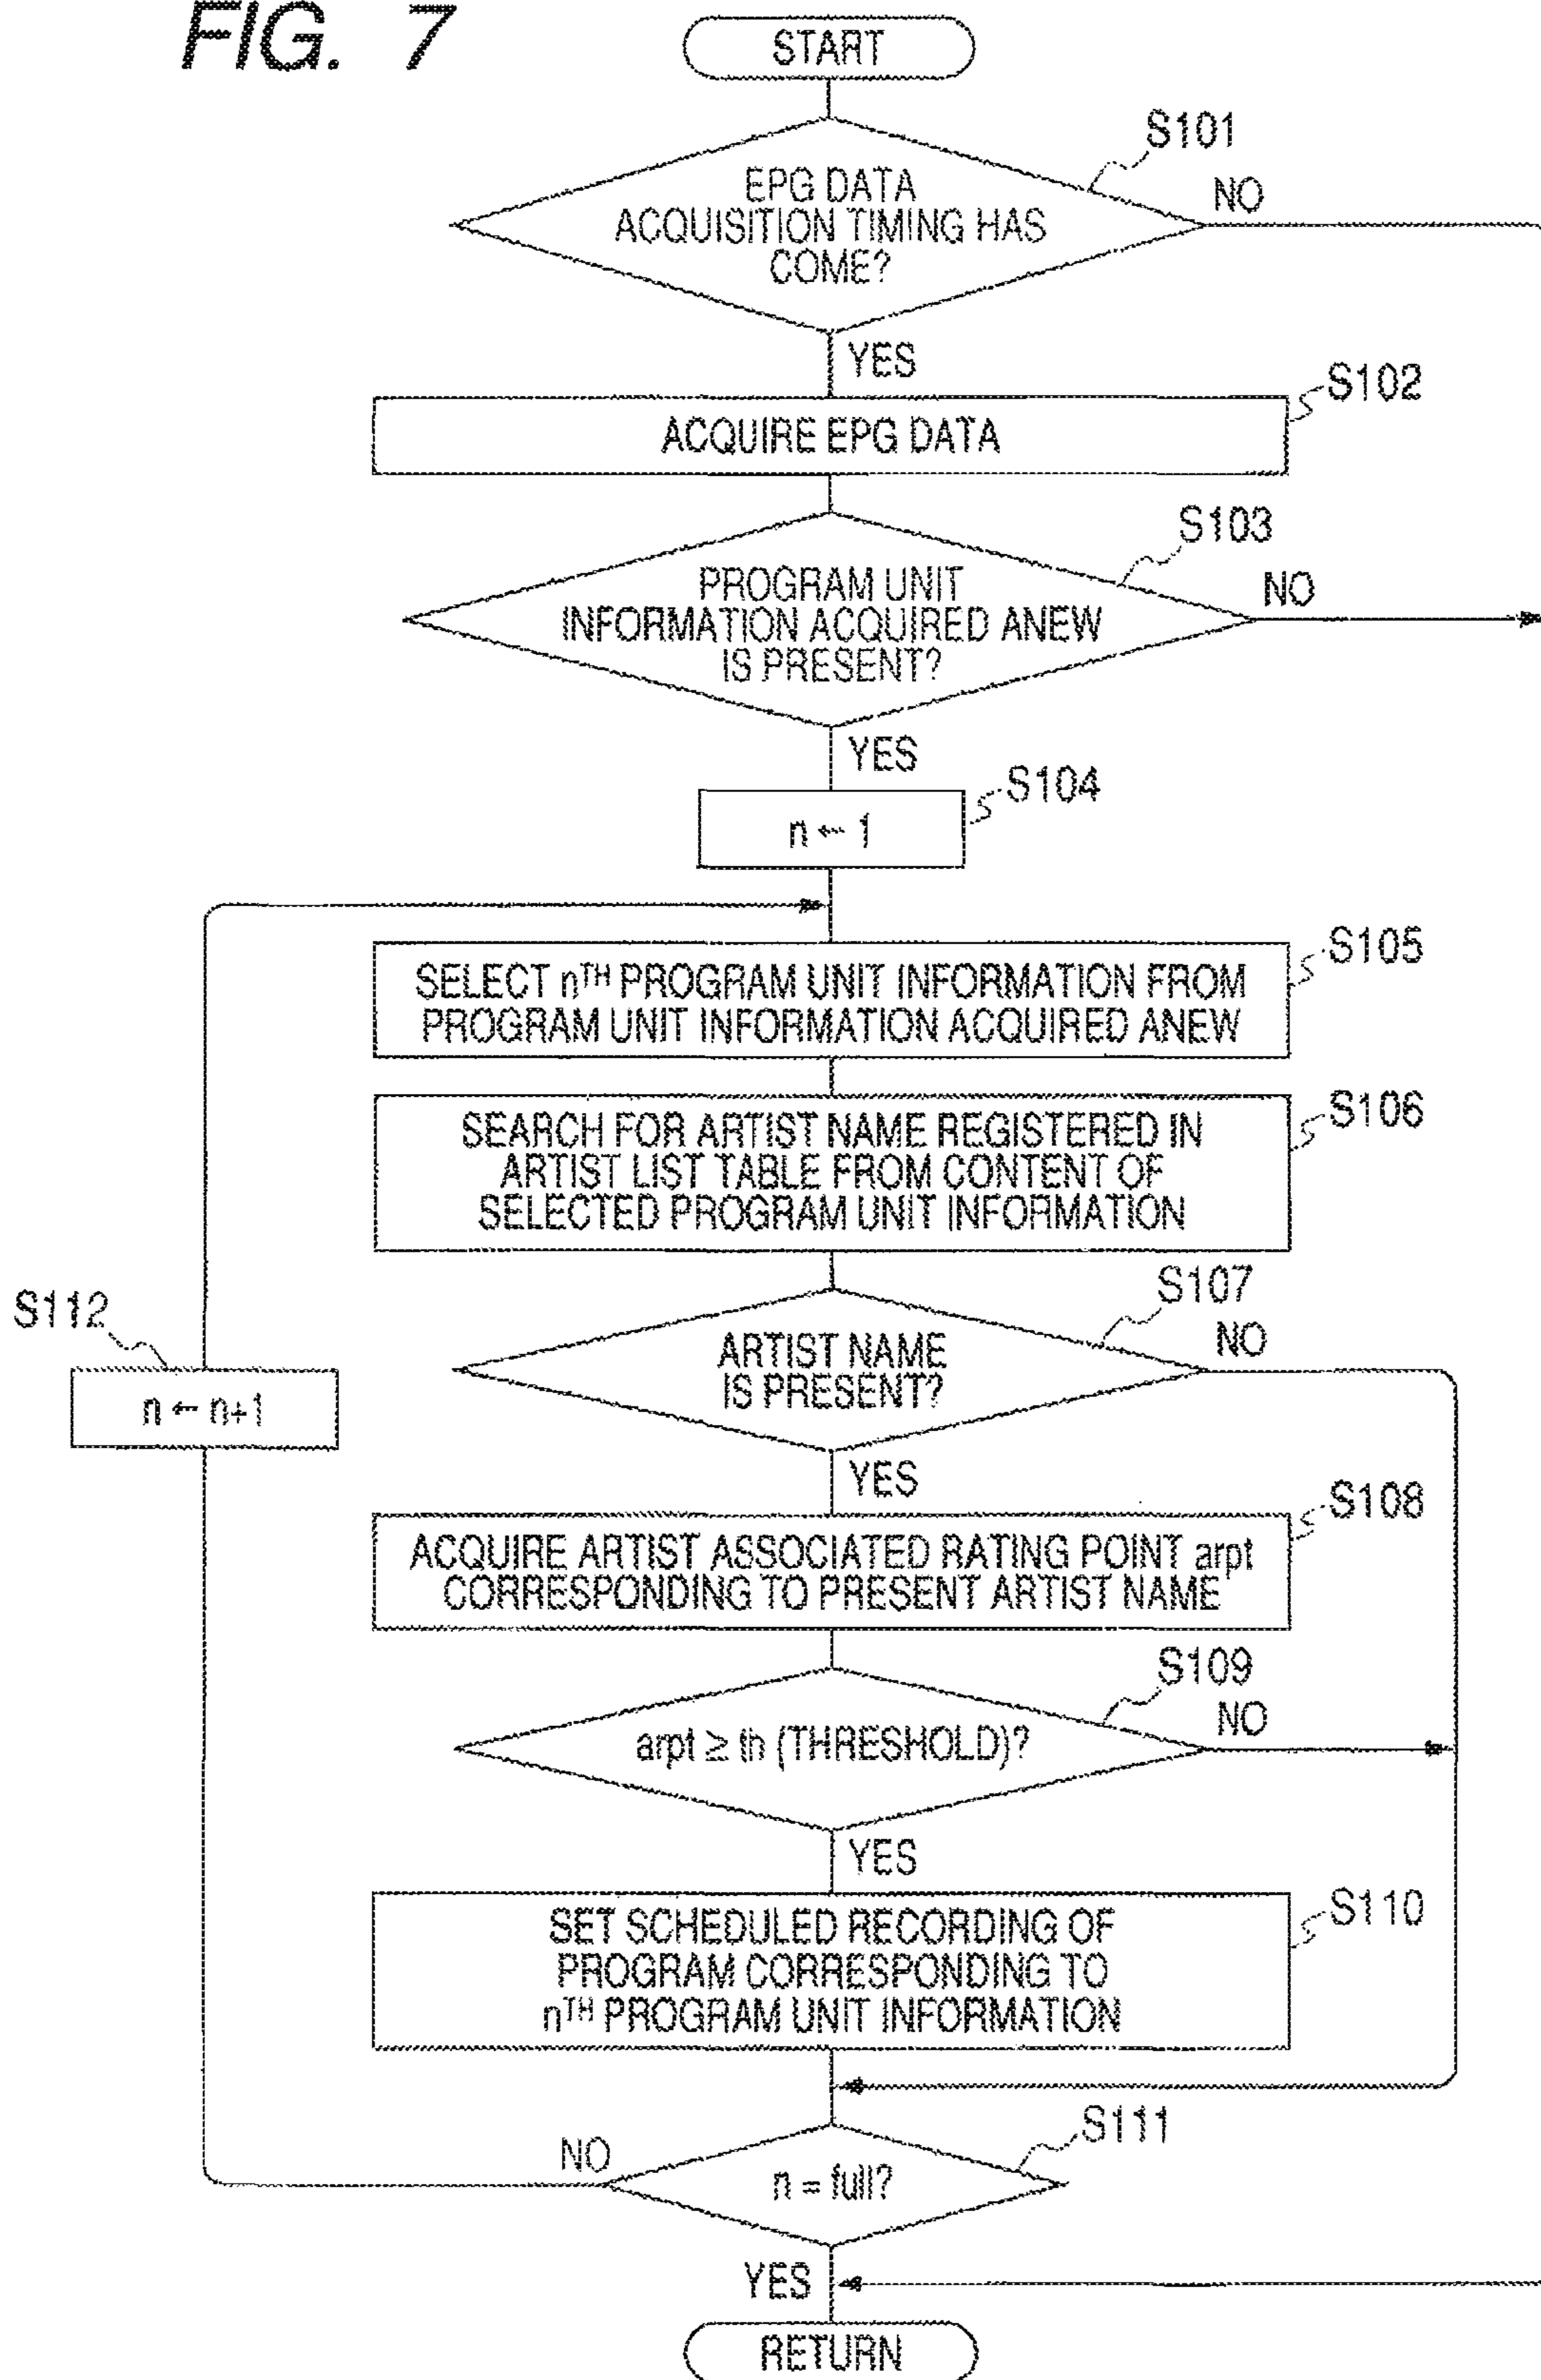 FIG. 7
START
S101
EPG DATA
ACQUISITION TIMING HAS
COME?
NO
YES
S102
ACQUIRE EPG DATA
S103
PROGRAM UNIT
INFORMATION ACQUIRED ANEW
IS PRESENT?
NO
YES
S104
n ← 1
S105
SELECT nTH PROGRAM UNIT INFORMATION FROM
PROGRAM UNIT INFORMATION ACQUIRED ANEW
S106
SEARCH FOR ARTIST NAME REGISTERED IN
ARTIST LIST TABLE FROM CONTENT OF
SELECTED PROGRAM UNIT INFORMATION
S107
ARTIST NAME
IS PRESENT?
NO
S112
n ← n+1
YES
S108
ACQUIRE ARTIST ASSOCIATED RATING POINT arpt
CORRESPONDING TO PRESENT ARTIST NAME
S109
arpt ≥ th (THRESHOLD)?
NO
YES
S110
SET SCHEDULED RECORDING OF
PROGRAM CORRESPONDING TO
nTH PROGRAM UNIT INFORMATION
S111
NO
n = full?
YES
RETURN